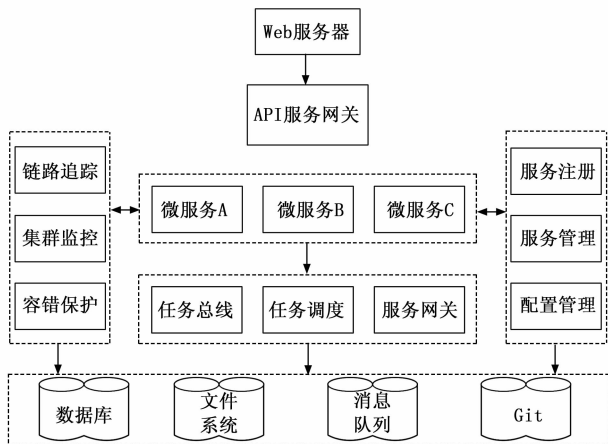 Web服务器
API服务网关
链路追踪
集群监控
容错保护
微服务A
微服务B
微服务C
任务总线
任务调度
服务网关
服务注册
服务管理
配置管理
数据库
文件
系统
消息
队列
Git